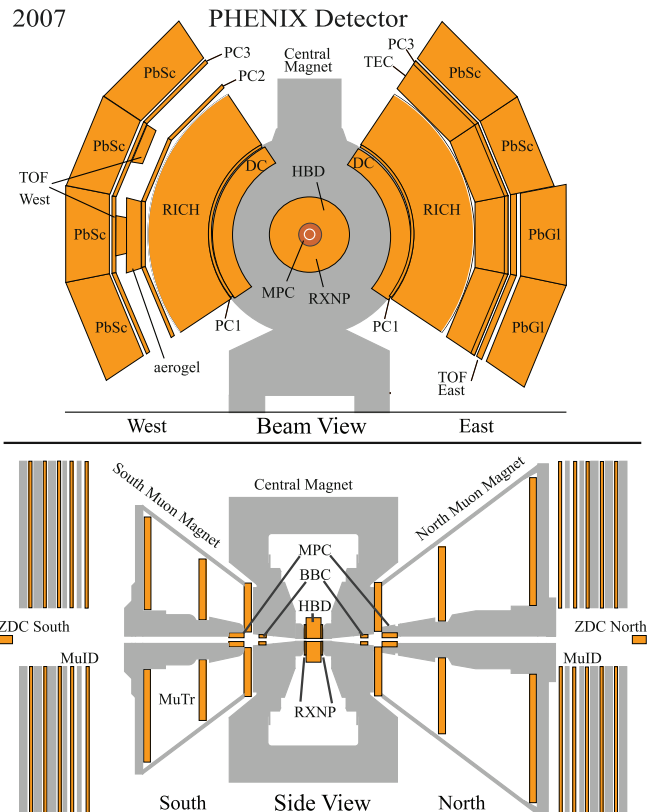 2007
PHENIX Detector
Central
Magnet
PC3
PC3
TEC
PbSc
PbSc
PC2
PbSc
PbSc
DC
DC
HBD
TOF
West
RICH
RICH
PbSc
PbGl
MPC
RXNP
PbSc
PC1
PC1
PbGl
aerogel
TOF
East
West
Beam View
East
South Muon Magnet
Central Magnet
North Muon Magnet
MPC
BBC
HBD
ZDC South
ZDC North
MuID
MuID
MuTr
RXNP
South
Side View
North